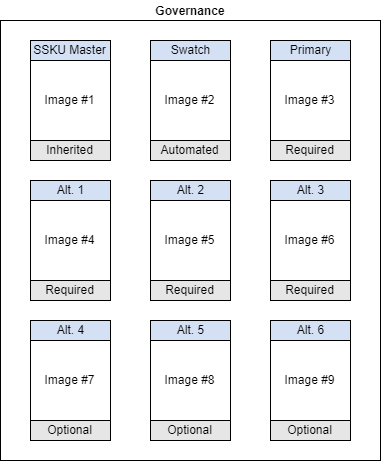 Governance
SSKU Master
Swatch
Primary
Image #1
Image #2
Image #3
Inherited
Automated
Required
Alt. 1
Alt. 2
Alt. 3
Image #4
Image #5
Image #6
Required
Required
Required
Alt. 4
Alt. 5
Alt. 6
Image #7
Image #8
Image #9
Optional
Optional
Optional